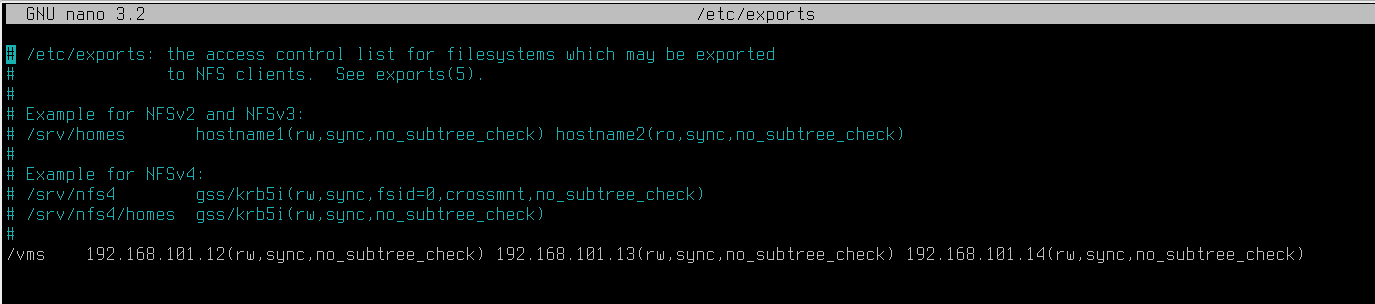 GNU nano 3.2 /etc/exports
# /etc/exports: the access control list for filesystems which may be exported
# to NFS clients. See exports(5).
#
# Example for NFSv2 and NFSv3:
# /srv/homes hostname1(rw,sync,no_subtree_check) hostname2(ro,sync,no_subtree_check)
#
# Example for NFSv4:
# /srv/nfs4 gss/krb5i(rw,sync,fsid=0,crossmnt,no_subtree_check)
# /srv/nfs4/homes gss/krb5i(rw,sync,no_subtree_check)
#
/vms 192.168.101.12(rw,sync,no_subtree_check) 192.168.101.13(rw,sync,no_subtree_check) 192.168.101.14(rw,sync,no_subtree_check)